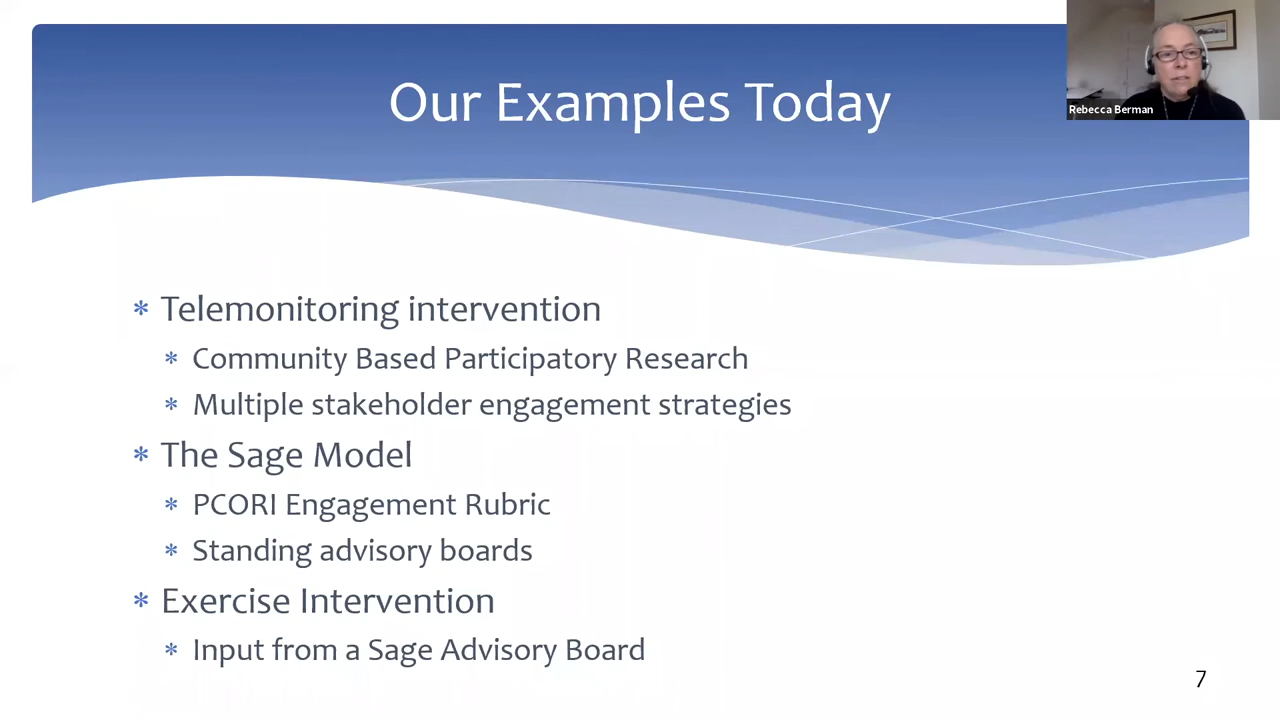 Our Examples Today
Rebecca Berman
* Telemonitoring intervention
* Community Based Participatory Research
* Multiple stakeholder engagement strategies
* The Sage Model
* PCORI Engagement Rubric
* Standing advisory boards
* Exercise Intervention
* Input from a Sage Advisory Board
7